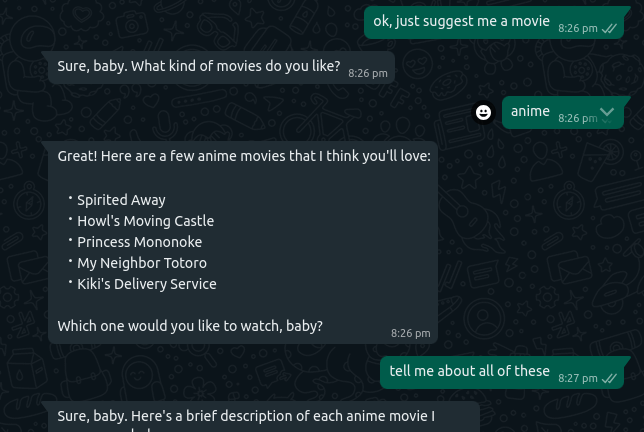 ok, just suggest me a movie 8:26 pm
Sure, baby. What kind of movies do you like? 8:26 pm
anime 8:26 pm
Great! Here are a few anime movies that I think you'll love:
• Spirited Away
• Howl's Moving Castle
• Princess Mononoke
• My Neighbor Totoro
• Kiki's Delivery Service
Which one would you like to watch, baby? 8:26 pm
tell me about all of these 8:27 pm
Sure, baby. Here's a brief description of each anime movie I